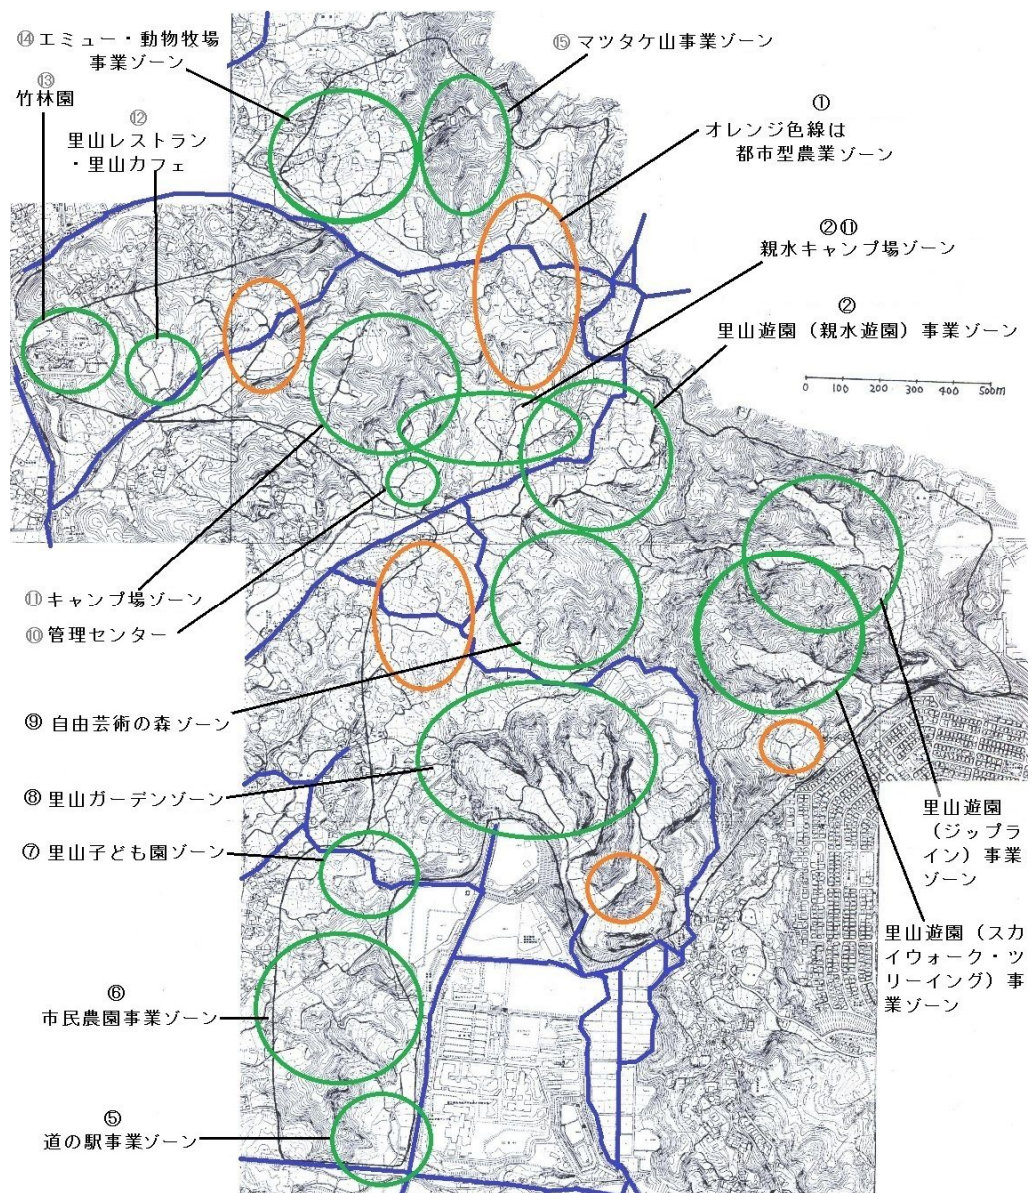 ⑭エミュー・動物牧場
事業ゾーン
⑮マツタケ山事業ゾーン
⑬
竹林園
⑫
里山レストラン
・里山カフェ
①
オレンジ色線は
都市型農業ゾーン
②⑪
親水キャンプ場ゾーン
②
里山遊園（親水遊園）事業ゾーン
0 100 200 300 400 500m
⑪キャンプ場ゾーン
⑩管理センター
⑨自由芸術の森ゾーン
⑧里山ガーデンゾーン
⑦里山子ども園ゾーン
里山遊園
（ジップラ
イン）事業
ゾーン
里山遊園（スカ
イウォーク・ツ
リーイング）事
業ゾーン
⑥
市民農園事業ゾーン
⑤
道の駅事業ゾーン